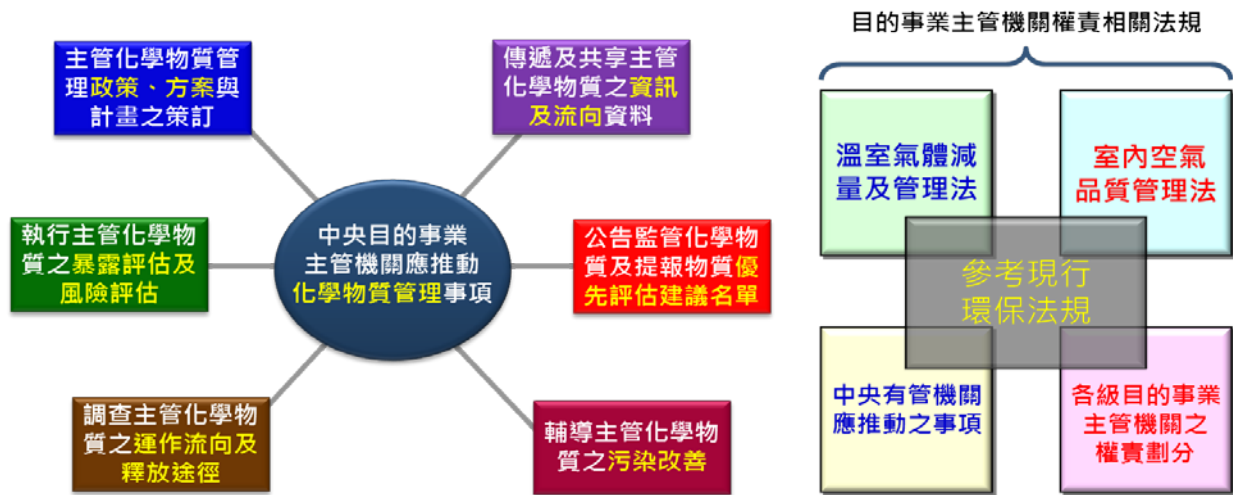 主管化學物質管
理政策、方案與
計畫之策訂
傳遞及共享主管
化學物質之資訊
及流向資料
執行主管化學物
質之暴露評估及
風險評估
中央目的事業
主管機關應推動
化學物質管理事項
公告監管化學物
質及提報物質優
先評估建議名單
調查主管化學物
質之運作流向及
釋放途徑
輔導主管化學物
質之污染改善
目的事業主管機關權責相關法規
溫室氣體減
量及管理法
室內空氣
品質管理法
參考現行
環保法規
中央有管機關
應推動之事項
各級目的事業
主管機關之
權責劃分